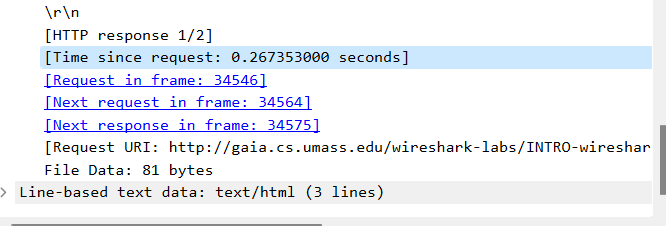 \r\n
[HTTP response 1/2]
[Time since request: 0.267353000 seconds]
[Request in frame: 34546]
[Next request in frame: 34564]
[Next response in frame: 34575]
[Request URI: http://gaia.cs.umass.edu/wireshark-labs/INTRO-wireshar
File Data: 81 bytes
Line-based text data: text/html (3 lines)